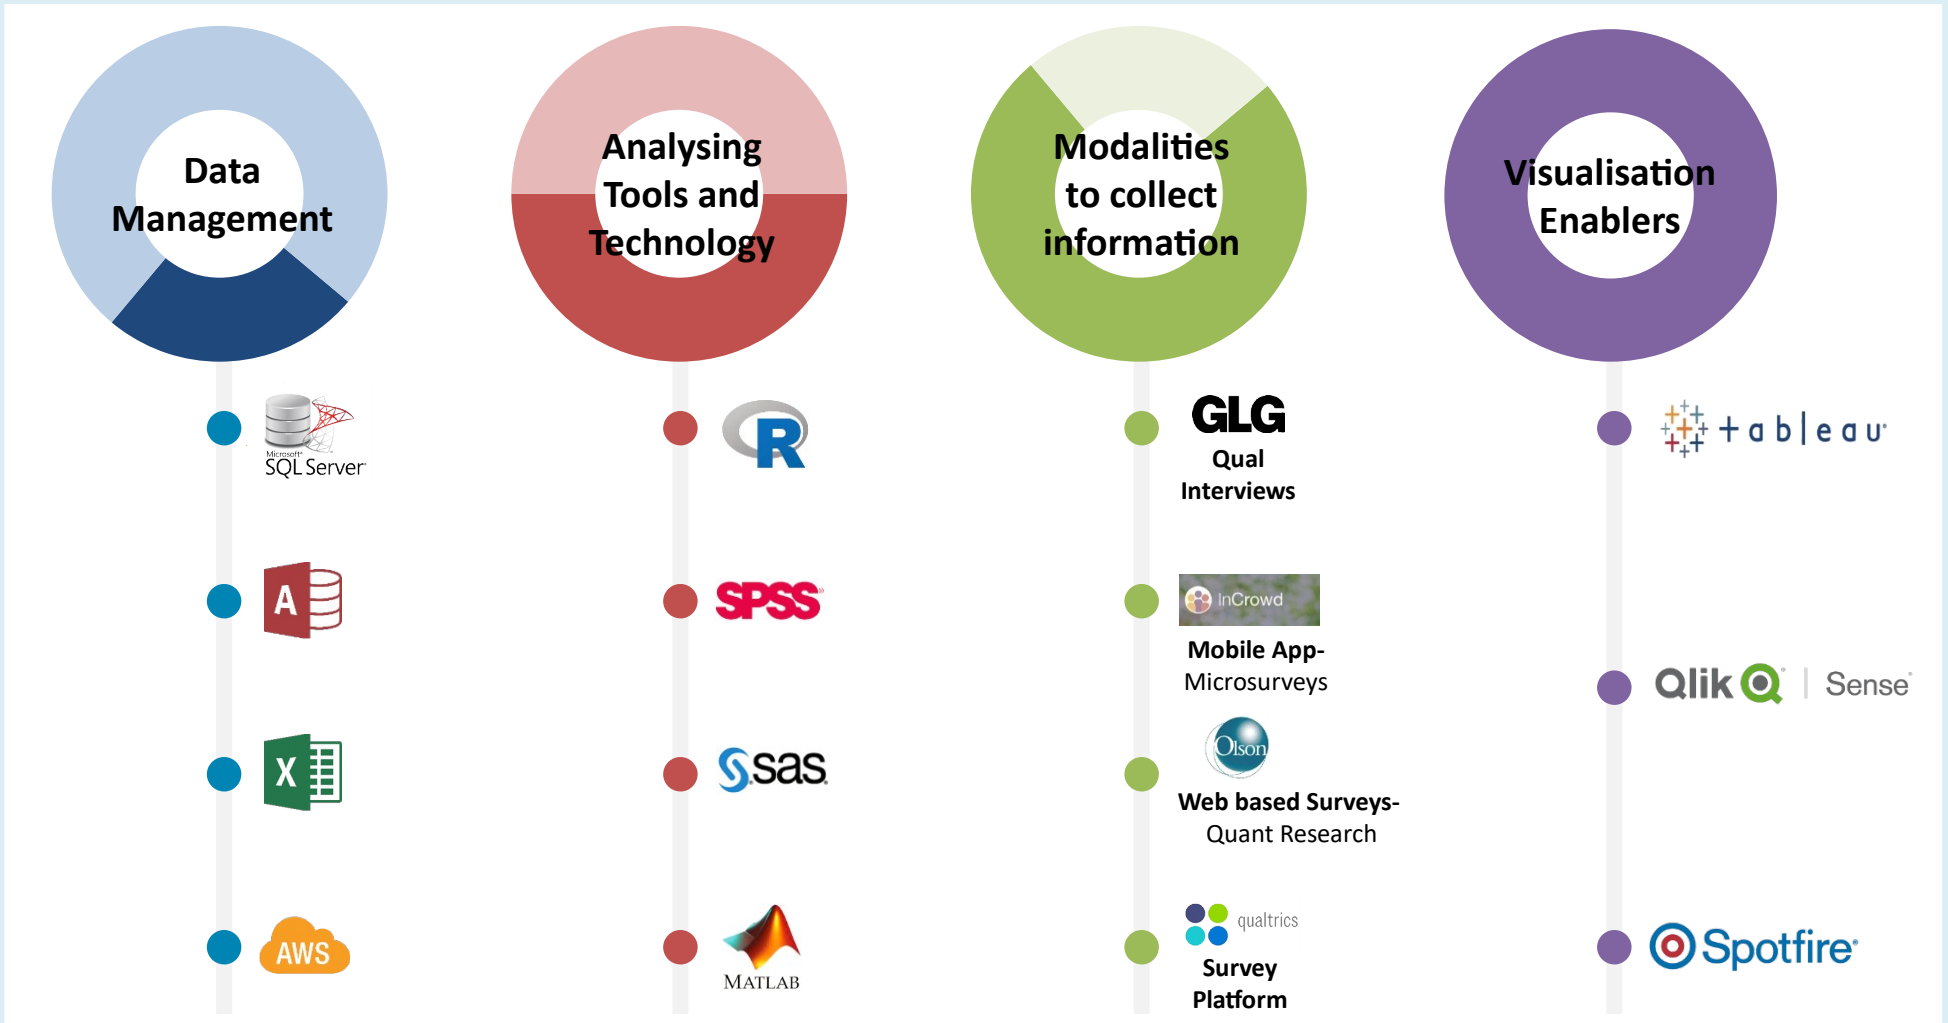 Data
Management
Microsoft®
SQL Server
A
X
AWS
Analysing
Tools and
Technology
R
SPSS
S.sas
MATLAB
Modalities
to collect
information
GLG
Qual
Interviews
InCrowd
Mobile App-
Microsurveys
Olson
Web based Surveys-
Quant Research
qualtrics
Survey
Platform
Visualisation
Enablers
+ableau
Qlik Q | Sense
Spotfire®